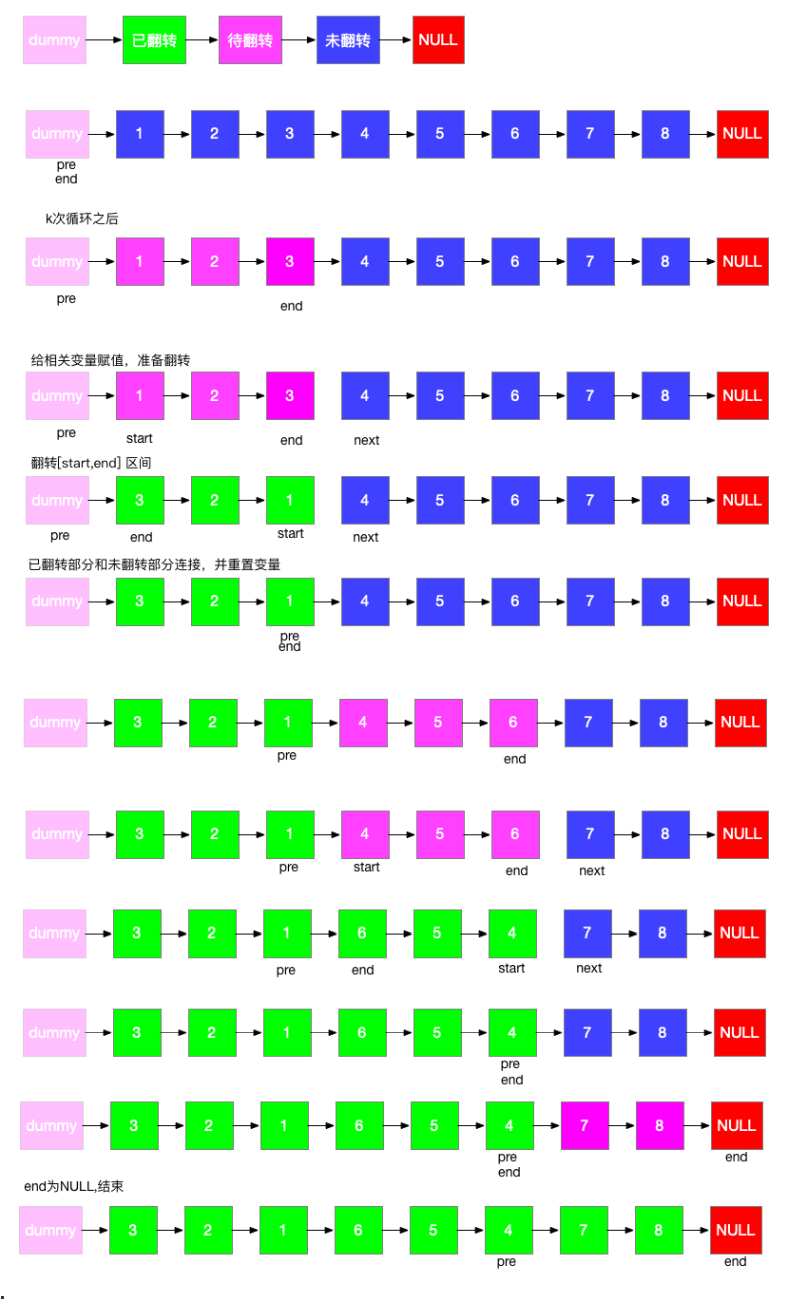 dummy 已翻转 待翻转 未翻转 NULL
dummy 1 2 3 4 5 6 7 8 NULL
pre
end
k次循环之后
dummy 1 2 3 4 5 6 7 8 NULL
pre end
给相关变量赋值，准备翻转
dummy 1 2 3 4 5 6 7 8 NULL
pre start end next
翻转[start,end] 区间
dummy 3 2 1 4 5 6 7 8 NULL
pre end start next
已翻转部分和未翻转部分连接，并重置变量
dummy 3 2 1 4 5 6 7 8 NULL
pre
end
dummy 3 2 1 4 5 6 7 8 NULL
pre end
dummy 3 2 1 4 5 6 7 8 NULL
pre start end next
dummy 3 2 1 6 5 4 7 8 NULL
pre end start next
dummy 3 2 1 6 5 4 7 8 NULL
pre
end
dummy 3 2 1 6 5 4 7 8 NULL
pre end
end
end为NULL,结束
dummy 3 2 1 6 5 4 7 8 NULL
pre end